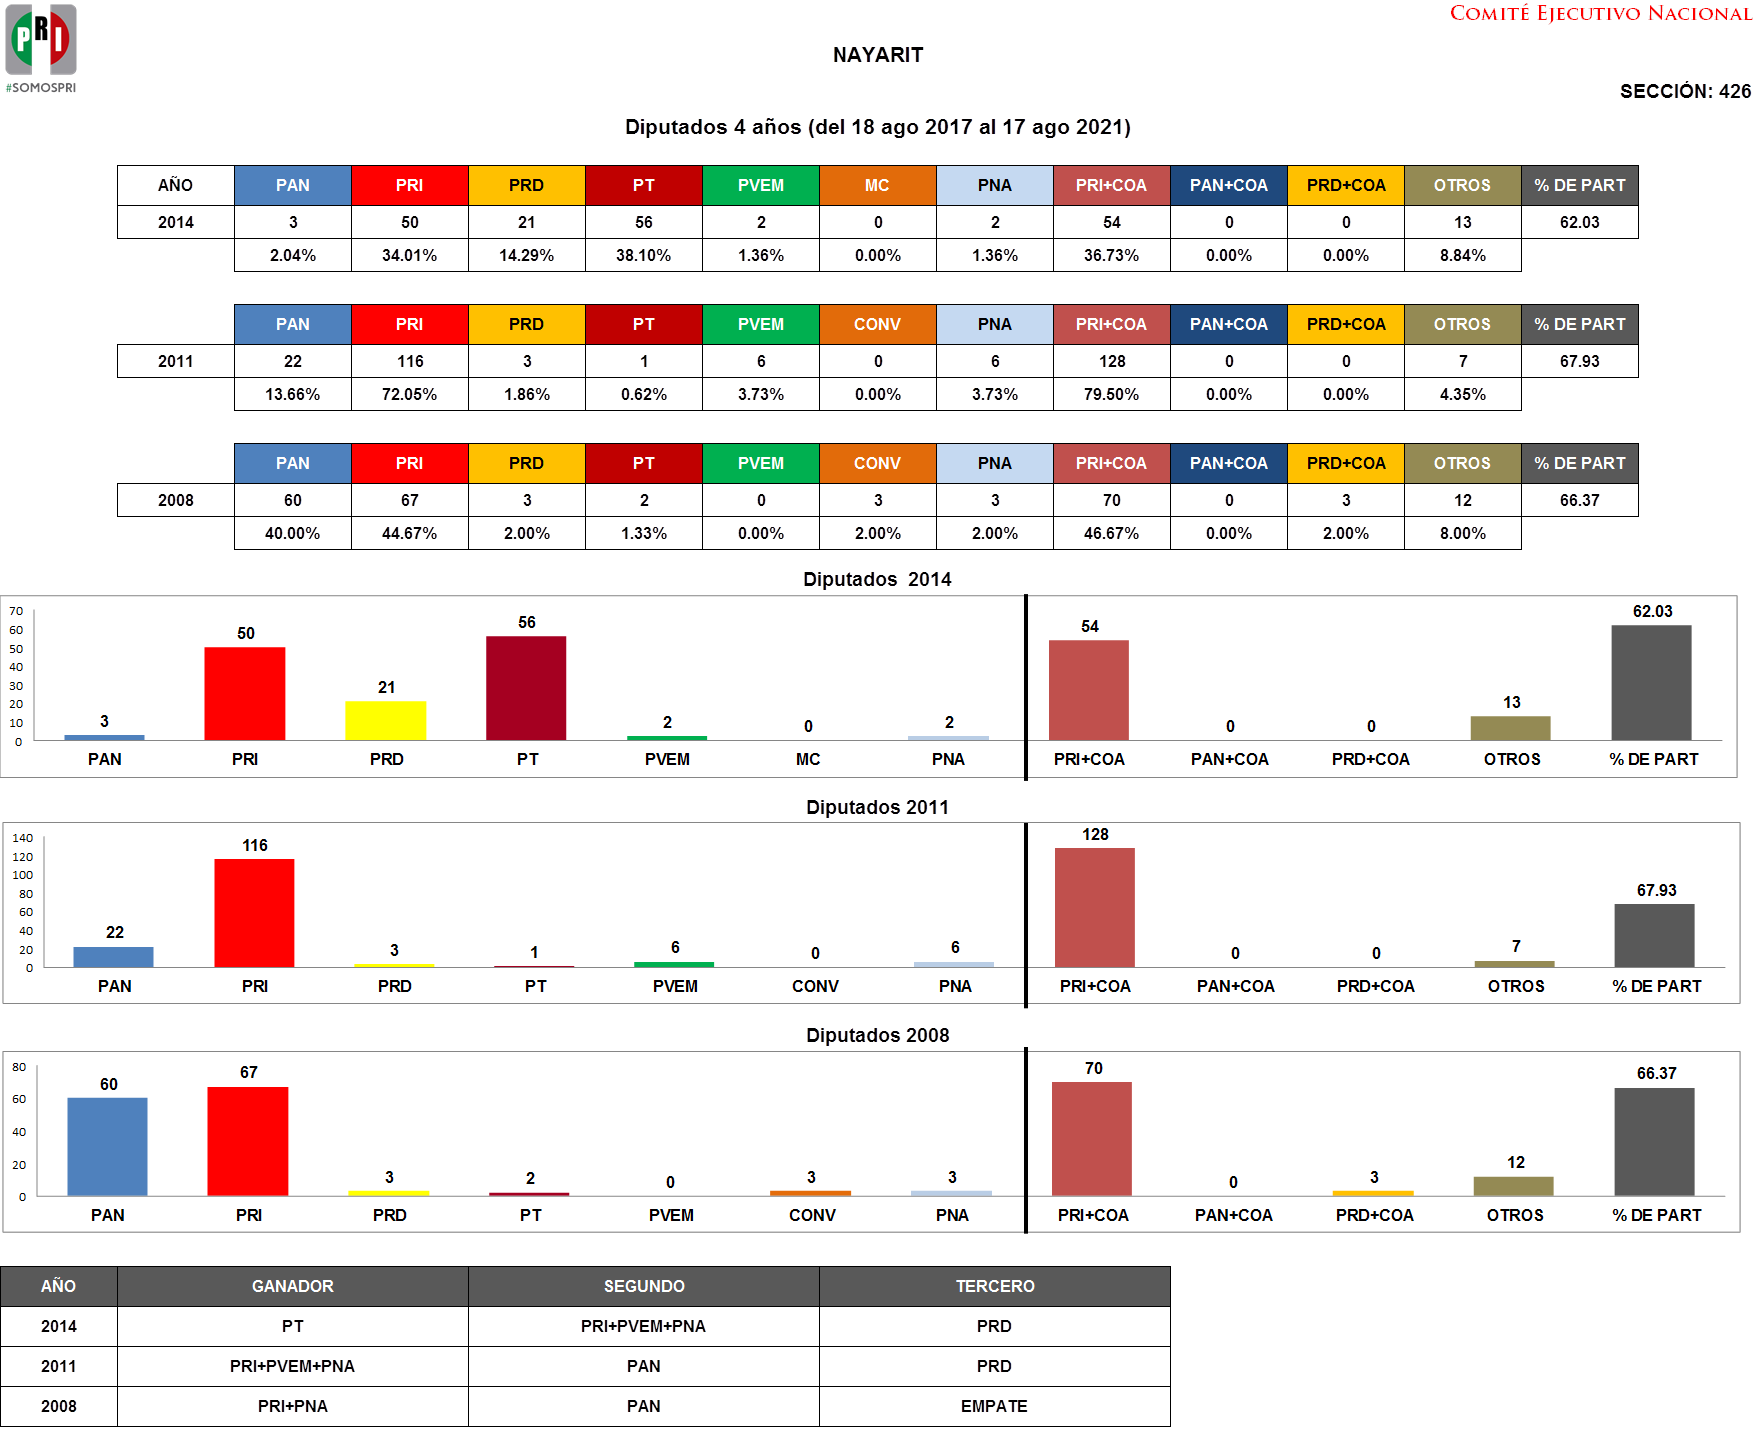 PRI
#SOMOSPRI
COMITÉ EJECUTIVO NACIONAL
NAYARIT
SECCIÓN: 426
Diputados 4 años (del 18 ago 2017 al 17 ago 2021)
AÑO PAN PRI PRD PT PVEM MC PNA PRI+COA PAN+COA PRD+COA OTROS % DE PART
2014 3 50 21 56 2 0 2 54 0 0 13 62.03
2.04% 34.01% 14.29% 38.10% 1.36% 0.00% 1.36% 36.73% 0.00% 0.00% 8.84%
PAN PRI PRD PT PVEM CONV PNA PRI+COA PAN+COA PRD+COA OTROS % DE PART
2011 22 116 3 1 6 0 6 128 0 0 7 67.93
13.66% 72.05% 1.86% 0.62% 3.73% 0.00% 3.73% 79.50% 0.00% 0.00% 4.35%
PAN PRI PRD PT PVEM CONV PNA PRI+COA PAN+COA PRD+COA OTROS % DE PART
2008 60 67 3 2 0 3 3 70 0 3 12 66.37
40.00% 44.67% 2.00% 1.33% 0.00% 2.00% 2.00% 46.67% 0.00% 2.00% 8.00%
Diputados 2014
70
60
50
40
30
20
10
0
3 50 21 56 2 0 2 54 0 0 13 62.03
PAN PRI PRD PT PVEM MC PNA PRI+COA PAN+COA PRD+COA OTROS % DE PART
Diputados 2011
140
120
100
80
60
40
20
0
22 116 3 1 6 0 6 128 0 0 7 67.93
PAN PRI PRD PT PVEM CONV PNA PRI+COA PAN+COA PRD+COA OTROS % DE PART
Diputados 2008
80
60
40
20
0
60 67 3 2 0 3 3 70 0 3 12 66.37
PAN PRI PRD PT PVEM CONV PNA PRI+COA PAN+COA PRD+COA OTROS % DE PART
AÑO GANADOR SEGUNDO TERCERO
2014 PT PRI+PVEM+PNA PRD
2011 PRI+PVEM+PNA PAN PRD
2008 PRI+PNA PAN EMPATE